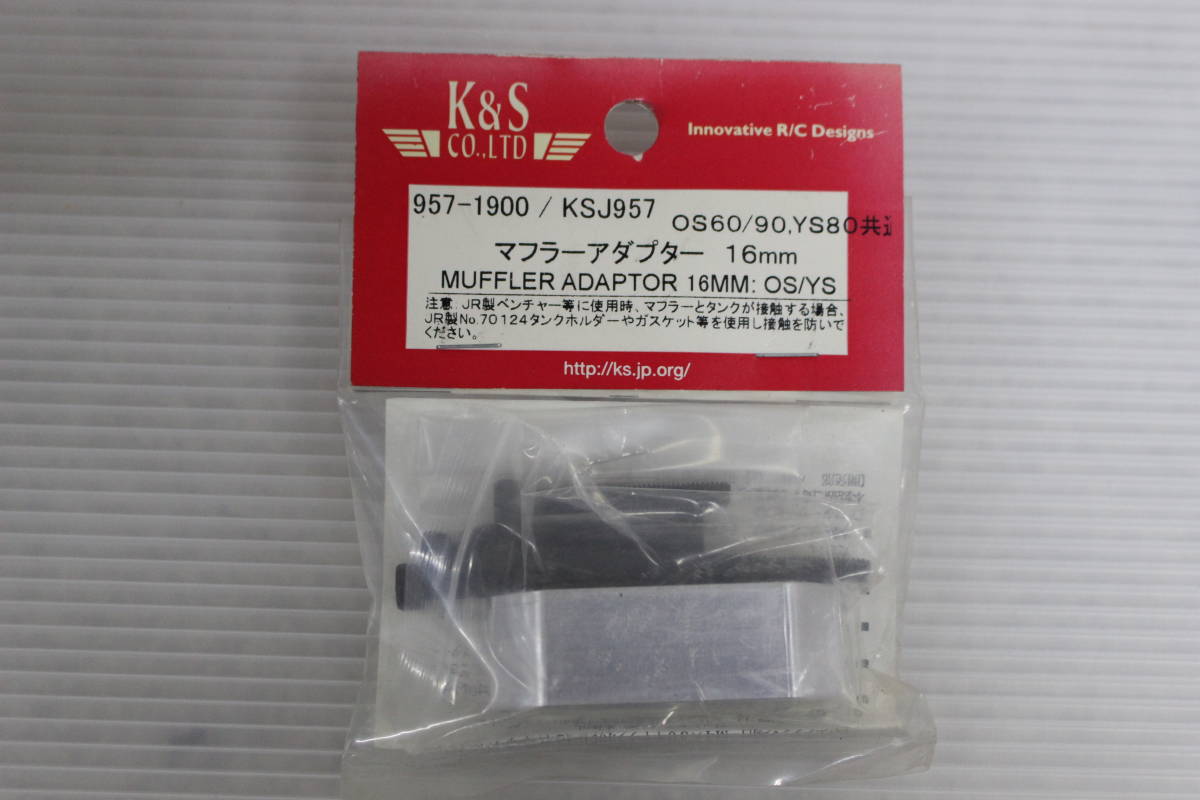 K&S
CO.,LTD
Innovative R/C Designs
957-1900 / KSJ957
OS60/90,YS80共通
マフラーアダプター 16mm
MUFFLER ADAPTOR 16MM: OS/YS
注意.JR製ベンチャー等に使用時、マフラーとタンクが接触する場合、
JR製No.70124タンクホルダーやガスケット等を使用し接触を防いで
ください。
http://ks.jp.org/